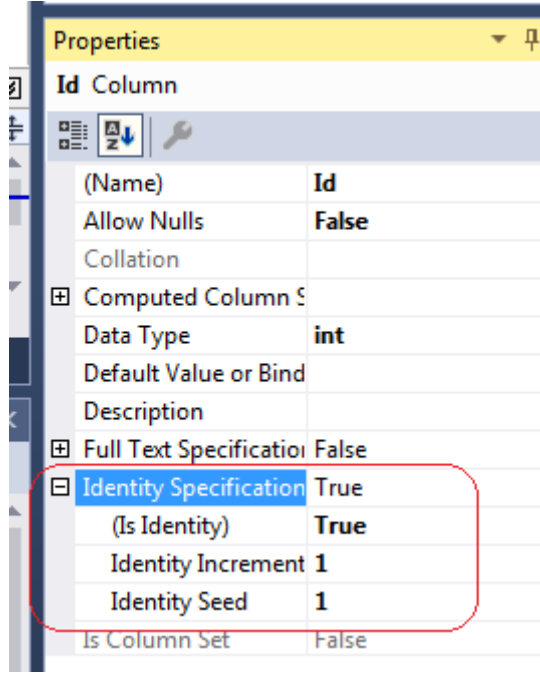 Properties
Id Column
(Name) Id
Allow Nulls False
Collation
Computed Column S
Data Type int
Default Value or Bind
Description
Full Text Specification False
Identity Specification True
(Is Identity) True
Identity Increment 1
Identity Seed 1
Is Column Set False